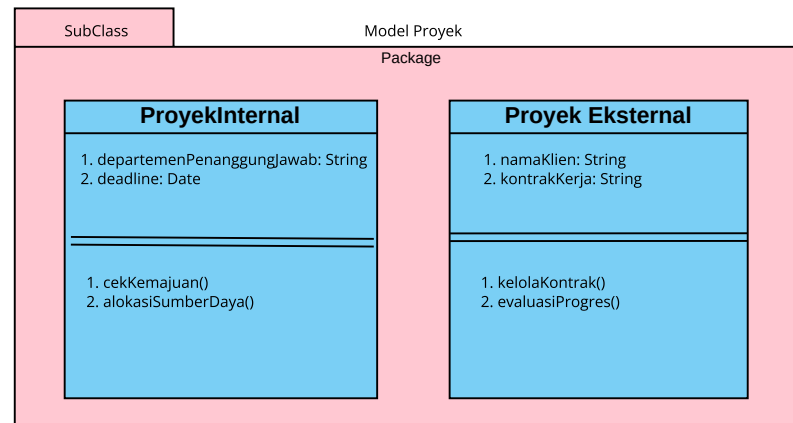 SubClass
Model Proyek
Package
ProyekInternal
1. departemenPenanggungJawab: String
2. deadline: Date
1. cekKemajuan()
2. alokasiSumberDaya()
Proyek Eksternal
1. namaKlien: String
2. kontrakKerja: String
1. kelolaKontrak()
2. evaluasiProgres()